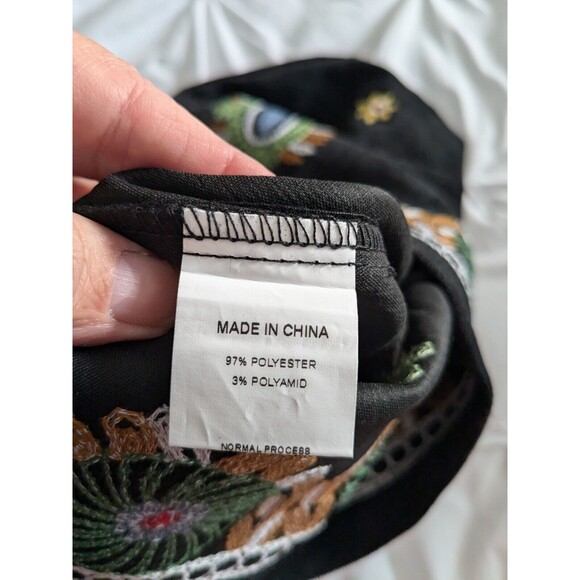 MADE IN CHINA
97% POLYESTER
3% POLYAMID
NORMAL PROCESS